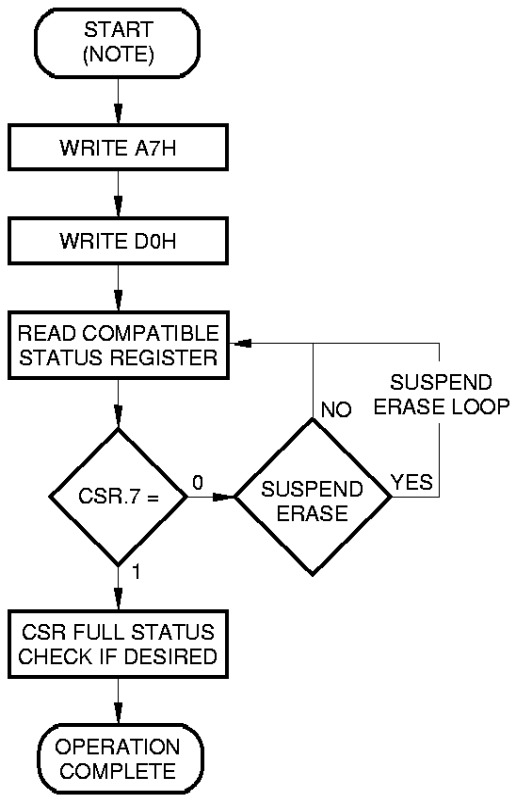 START
(NOTE)
WRITE A7H
WRITE D0H
READ COMPATIBLE
STATUS REGISTER
SUSPEND
ERASE LOOP
NO
CSR.7 =
0
SUSPEND
ERASE
YES
1
CSR FULL STATUS
CHECK IF DESIRED
OPERATION
COMPLETE